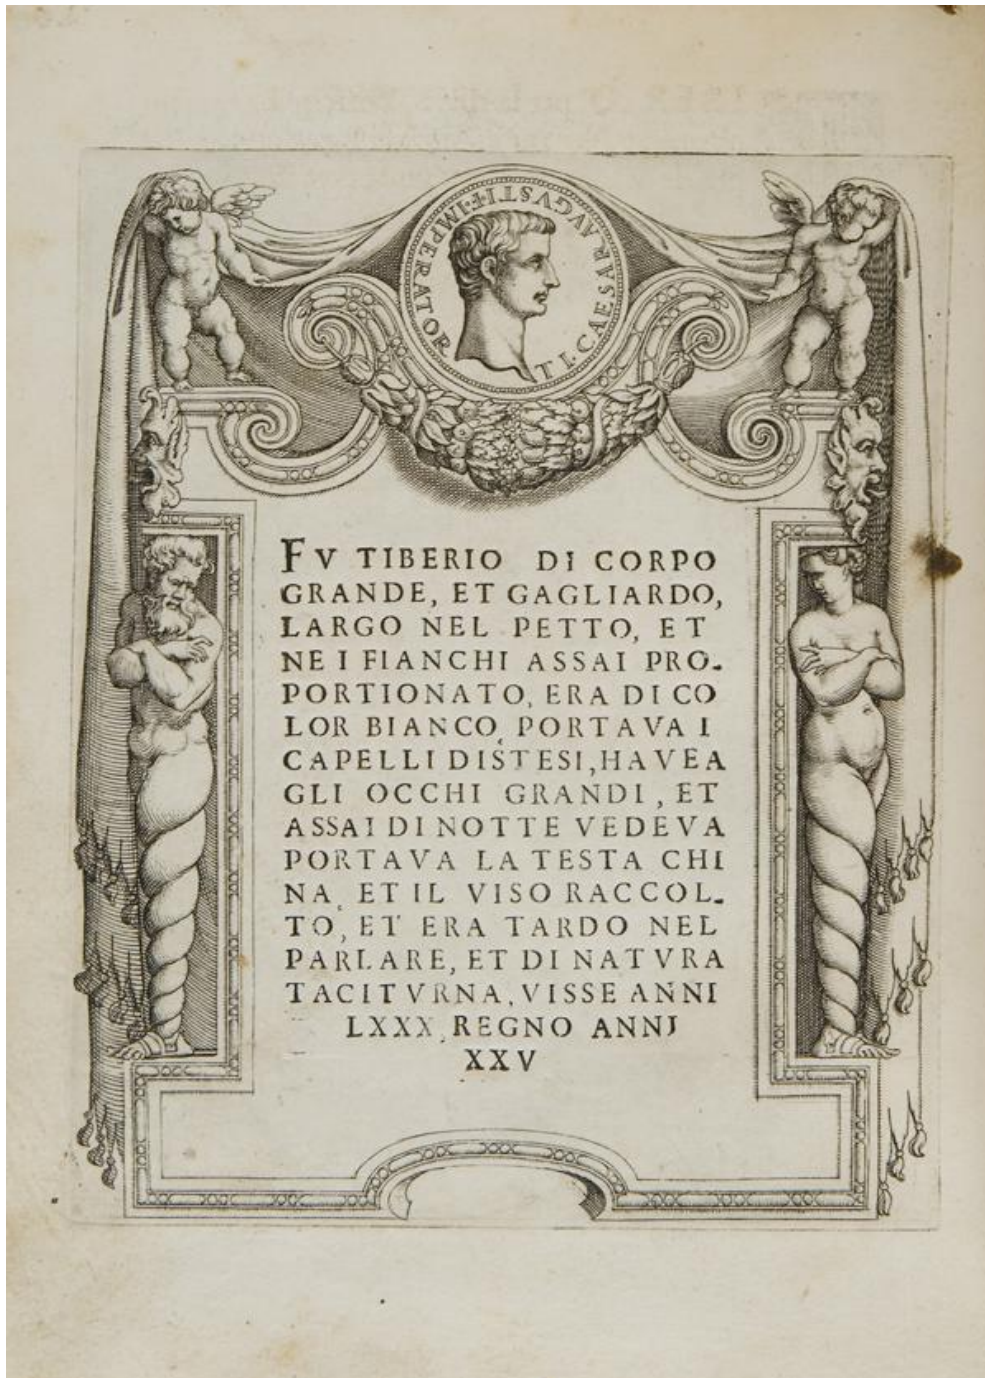 TI·CAESAR AVGVSTI·F·IMPERATOR
FV TIBERIO DI CORPO
GRANDE, ET GAGLIARDO,
LARGO NEL PETTO, ET
NE I FIANCHI ASSAI PRO-
PORTIONATO, ERA DI CO
LOR BIANCO, PORTAVA I
CAPELLI DISTESI, HAVEA
GLI OCCHI GRANDI, ET
ASSAI DI NOTTE VEDEVA
PORTAVA LA TESTA CHI
NA, ET IL VISO RACCOL-
TO, ET ERA TARDO NEL
PARLARE, ET DI NATVRA
TACITVRNA, VISSE ANNI
LXXX, REGNO ANNI
XXV